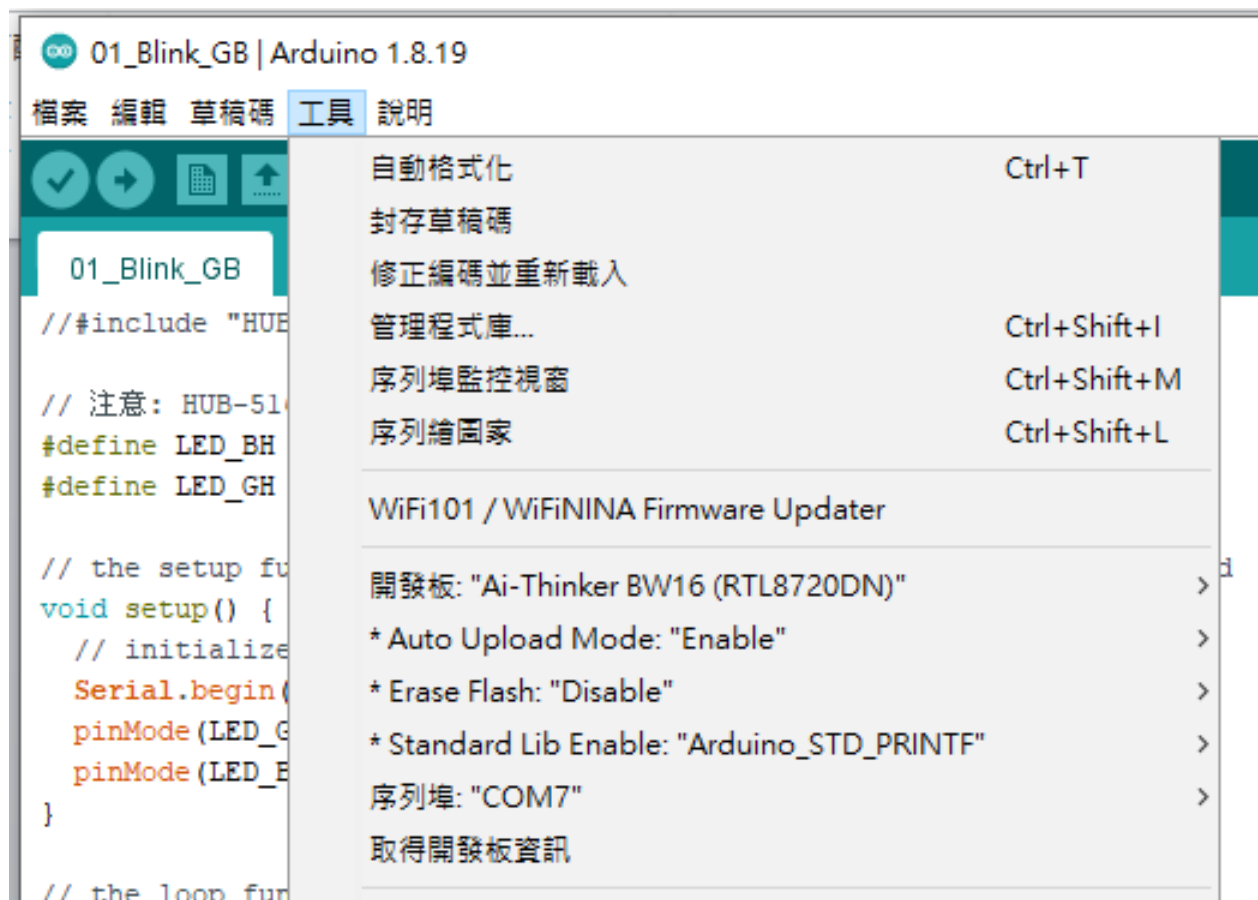 01_Blink_GB | Arduino 1.8.19
檔案 編輯 草稿碼 工具 說明
自動格式化 Ctrl+T
封存草稿碼
修正編碼並重新載入
管理程式庫... Ctrl+Shift+I
序列埠監控視窗 Ctrl+Shift+M
序列繪圖家 Ctrl+Shift+L
WiFi101 / WiFiNINA Firmware Updater
開發板: "Ai-Thinker BW16 (RTL8720DN)"
* Auto Upload Mode: "Enable"
* Erase Flash: "Disable"
* Standard Lib Enable: "Arduino_STD_PRINTF"
序列埠: "COM7"
取得開發板資訊
01_Blink_GB
//#include "HUB
// 注意: HUB-51
#define LED_BH
#define LED_GH
// the setup fu
void setup() {
// initialize
Serial.begin(
pinMode(LED_G
pinMode(LED_B
}
// the loop fun